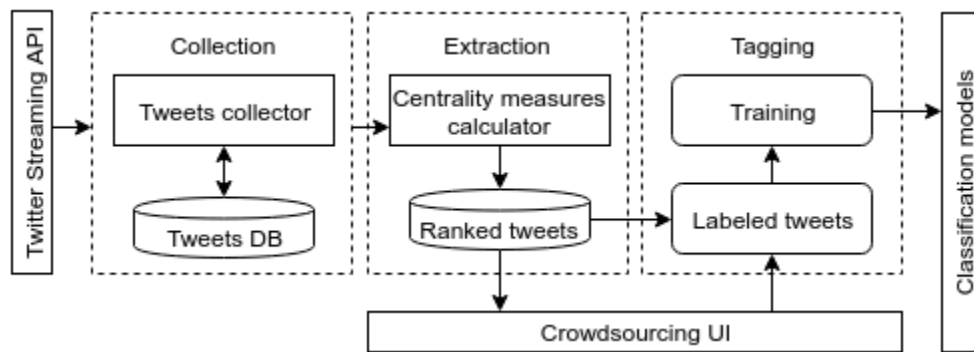 Twitter Streaming API
Collection
Tweets collector
Tweets DB
Extraction
Centrality measures
calculator
Ranked tweets
Tagging
Training
Labeled tweets
Crowdsourcing UI
Classification models